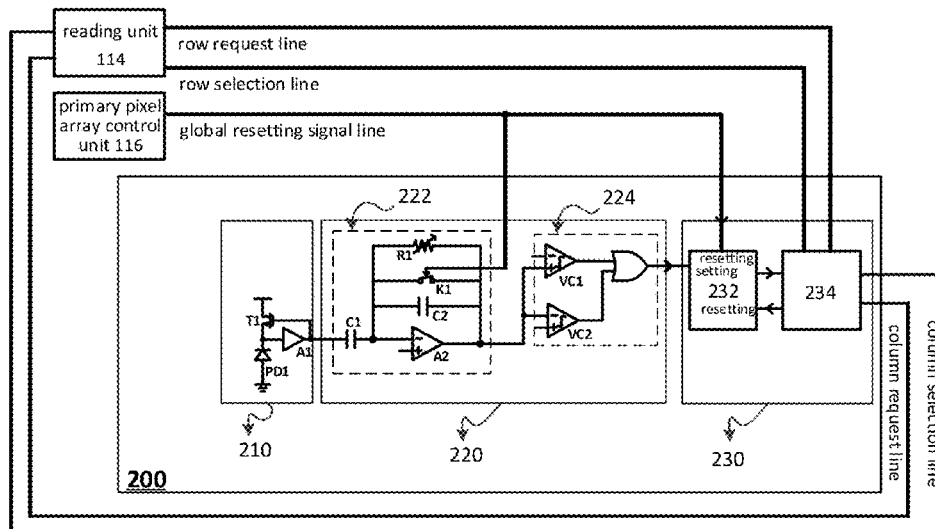 reading unit
114
row request line
row selection line
primary pixel
array control
unit 116
global resetting signal line
222
224
R1
K1
C2
C1
A2
VC1
VC2
T1
A1
PD1
resetting
setting
232
resetting
234
210
220
230
200
column request line
column selection line